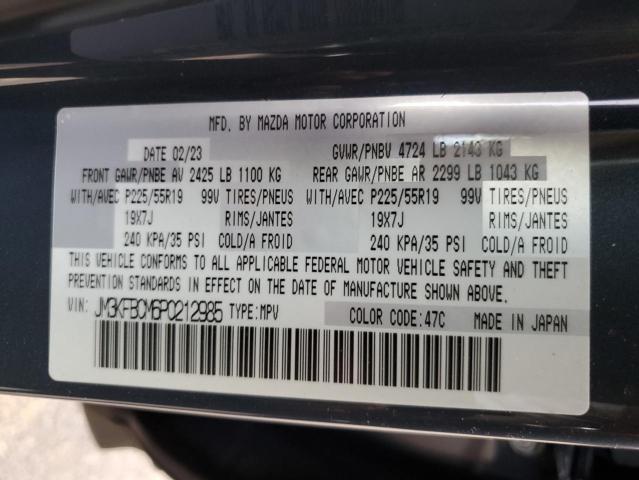 MFD. BY MAZDA MOTOR CORPORATION
DATE 02/23 GVWR/PNBV 4724 LB 2143 KG
FRONT GAWR/PNBE AV 2425 LB 1100 KG REAR GAWR/PNBE AR 2299 LB 1043 KG
WITH/AVEC P225/55R19 99V TIRES/PNEUS WITH/AVEC P225/55R19 99V TIRES/PNEUS
19X7J RIMS/JANTES 19X7J RIMS/JANTES
240 KPA/35 PSI COLD/A FROID 240 KPA/35 PSI COLD/A FROID
THIS VEHICLE CONFORMS TO ALL APPLICABLE FEDERAL MOTOR VEHICLE SAFETY AND THEFT
PREVENTION STANDARDS IN EFFECT ON THE DATE OF MANUFACTURE SHOWN ABOVE.
VIN: JM3KFBCM6P0212985 TYPE:MPV COLOR CODE:47C MADE IN JAPAN